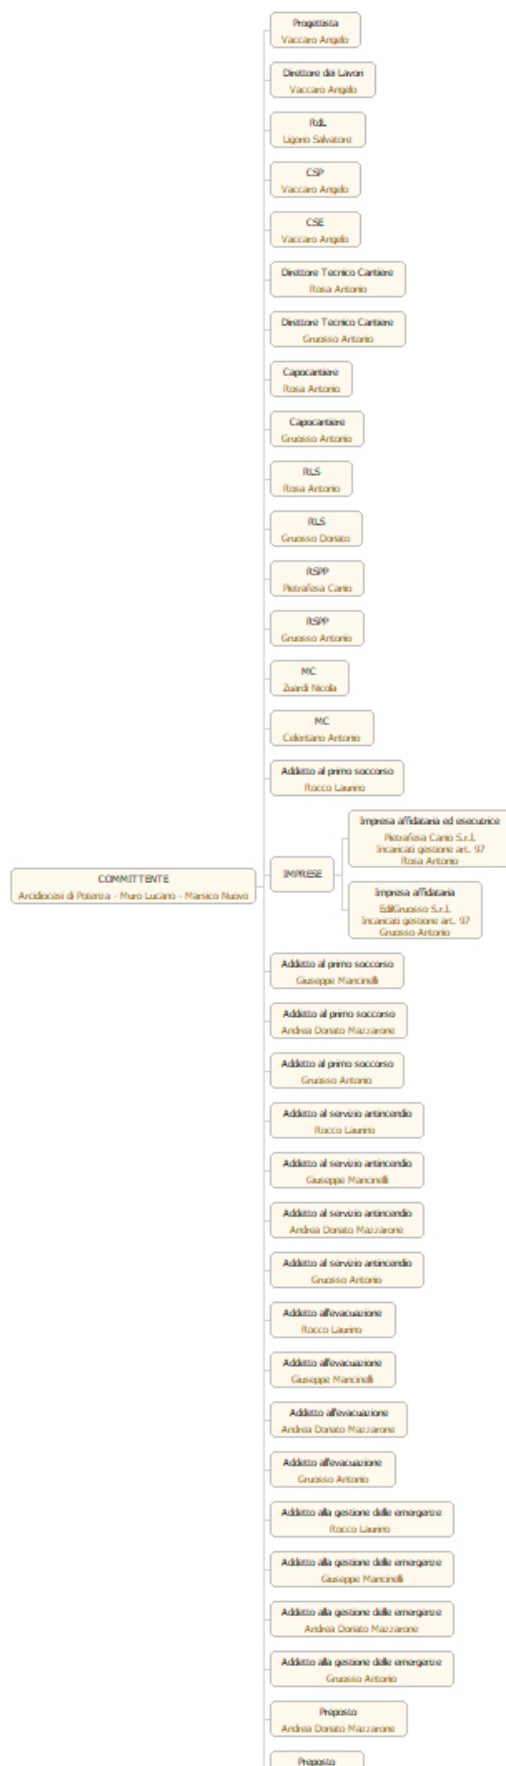 Progettista
Vaccaro Angelo
Direttore dei Lavori
Vaccaro Angelo
RdL
Ligorio Salvatore
CSP
Vaccaro Angelo
CSE
Vaccaro Angelo
Direttore Tecnico Cantiere
Rosa Antonio
Direttore Tecnico Cantiere
Gruosso Antonio
Capocantiere
Rosa Antonio
Capocantiere
Gruosso Antonio
RLS
Rosa Antonio
RLS
Gruosso Donato
RSPP
Pietrafesa Canio
RSPP
Gruosso Antonio
MC
Zuardi Nicola
MC
Celentano Antonio
Addetto al primo soccorso
Rocco Laurino
COMMITTENTE
Arcidiocesi di Potenza - Muro Lucano - Marsico Nuovo
IMPRESE
Impresa affidataria ed esecutrice
Pietrafesa Canio S.r.l.
Incaricati gestione art. 97
Rosa Antonio
Impresa affidataria
EdilGruosso S.r.l.
Incaricati gestione art. 97
Gruosso Antonio
Addetto al primo soccorso
Giuseppe Mancinelli
Addetto al primo soccorso
Andrea Donato Mazzarone
Addetto al primo soccorso
Gruosso Antonio
Addetto al servizio antincendio
Rocco Laurino
Addetto al servizio antincendio
Giuseppe Mancinelli
Addetto al servizio antincendio
Andrea Donato Mazzarone
Addetto al servizio antincendio
Gruosso Antonio
Addetto all'evacuazione
Rocco Laurino
Addetto all'evacuazione
Giuseppe Mancinelli
Addetto all'evacuazione
Andrea Donato Mazzarone
Addetto all'evacuazione
Gruosso Antonio
Addetto alla gestione delle emergenze
Rocco Laurino
Addetto alla gestione delle emergenze
Giuseppe Mancinelli
Addetto alla gestione delle emergenze
Andrea Donato Mazzarone
Addetto alla gestione delle emergenze
Gruosso Antonio
Preposto
Andrea Donato Mazzarone
Preposto